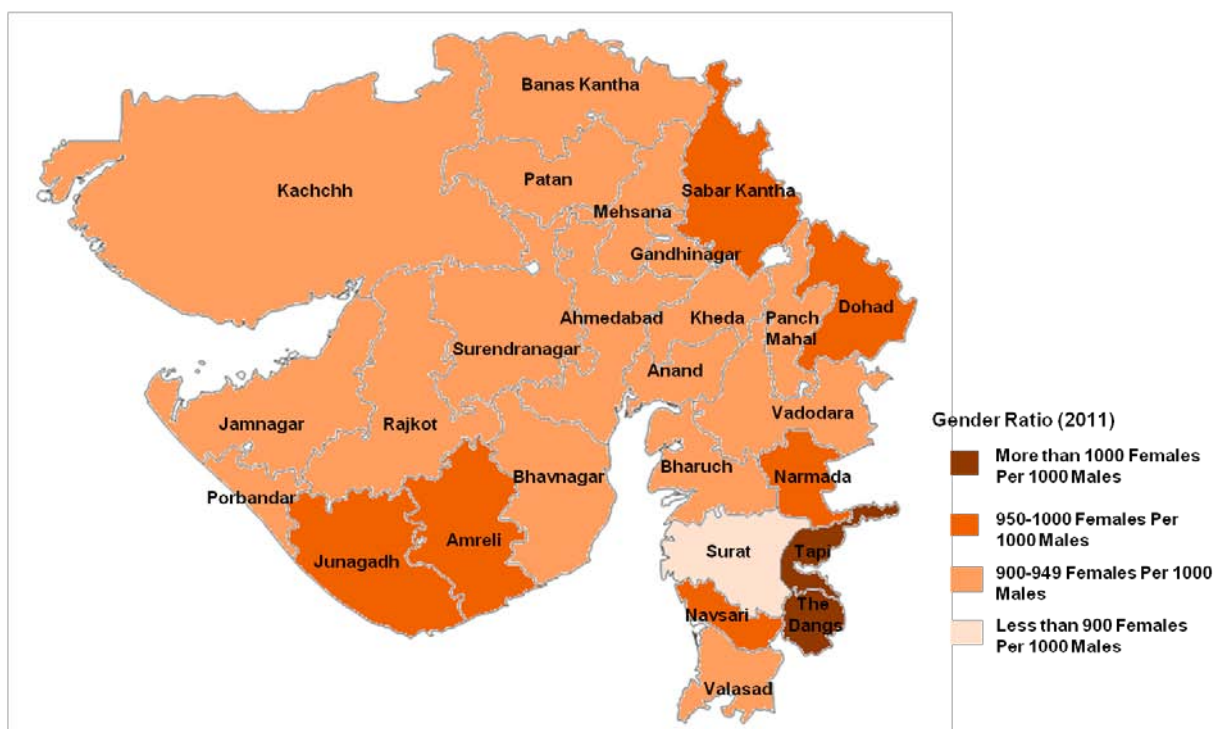 Banas Kantha
Kachchh
Patan
Sabar Kantha
Mehsana
Gandhinagar
Ahmedabad
Kheda
Panch
Mahal
Dohad
Surendranagar
Anand
Jamnagar
Rajkot
Vadodara
Bhavnagar
Bharuch
Narmada
Porbandar
Junagadh
Amreli
Surat
Tapi
Navsari
The
Dangs
Valasad
Gender Ratio (2011)
More than 1000 Females
Per 1000 Males
950-1000 Females Per
1000 Males
900-949 Females Per 1000
Males
Less than 900 Females
Per 1000 Males